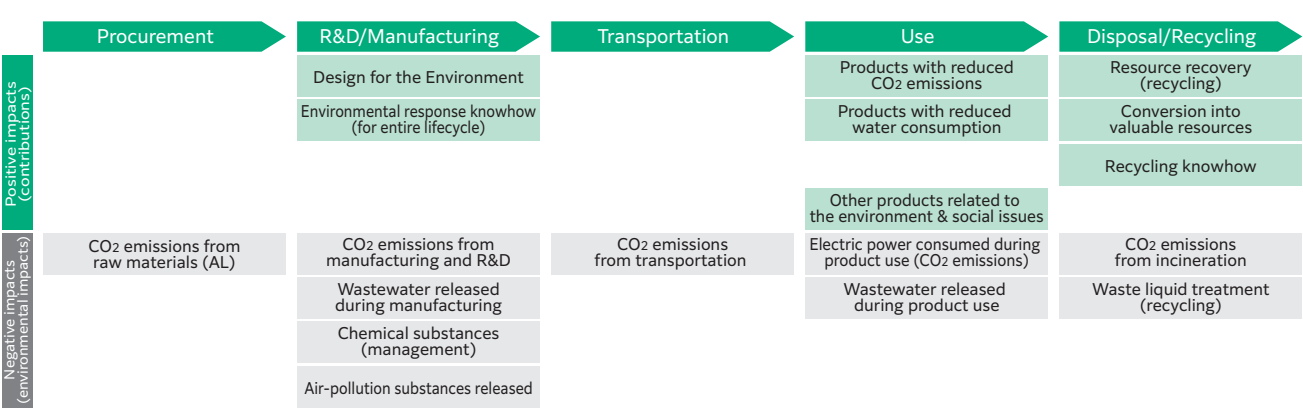 Procurement
R&D/Manufacturing
Transportation
Use
Disposal/Recycling
Positive impacts
(contributions)
Design for the Environment
Environmental response knowhow
(for entire lifecycle)
Products with reduced
CO2 emissions
Products with reduced
water consumption
Other products related to
the environment & social issues
Resource recovery
(recycling)
Conversion into
valuable resources
Recycling knowhow
Negative impacts
(environmental impacts)
CO2 emissions from
raw materials (AL)
CO2 emissions from
manufacturing and R&D
Wastewater released
during manufacturing
Chemical substances
(management)
Air-pollution substances released
CO2 emissions
from transportation
Electric power consumed during
product use (CO2 emissions)
Wastewater released
during product use
CO2 emissions
from incineration
Waste liquid treatment
(recycling)